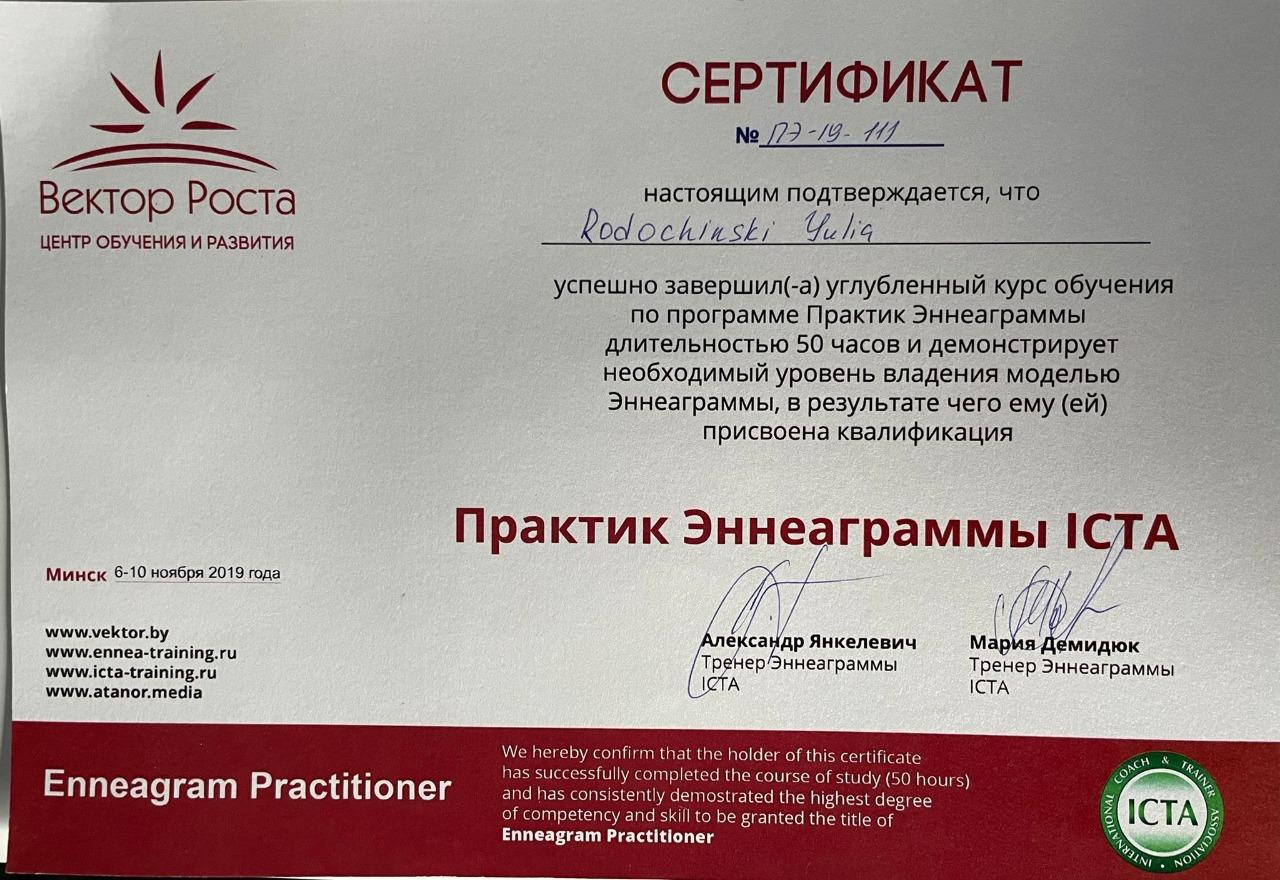 Вектор Роста
ЦЕНТР ОБУЧЕНИЯ И РАЗВИТИЯ
СЕРТИФИКАТ
№ ПЭ-19-111
настоящим подтверждается, что
Rodochinski Yulia
успешно завершил(-а) углубленный курс обучения
по программе Практик Эннеаграммы
длительностью 50 часов и демонстрирует
необходимый уровень владения моделью
Эннеаграммы, в результате чего ему (ей)
присвоена квалификация
Практик Эннеаграммы ICTA
Минск 6-10 ноября 2019 года
www.vektor.by
www.ennea-training.ru
www.icta-training.ru
www.atanor.media
Александр Янкелевич
Тренер Эннеаграммы
ICTA
Мария Демидюк
Тренер Эннеаграммы
ICTA
Enneagram Practitioner
We hereby confirm that the holder of this certificate
has successfully completed the course of study (50 hours)
and has consistently demostrated the highest degree
of competency and skill to be granted the title of
Enneagram Practitioner
INTERNATIONAL COACH & TRAINER ASSOCIATION
ICTA